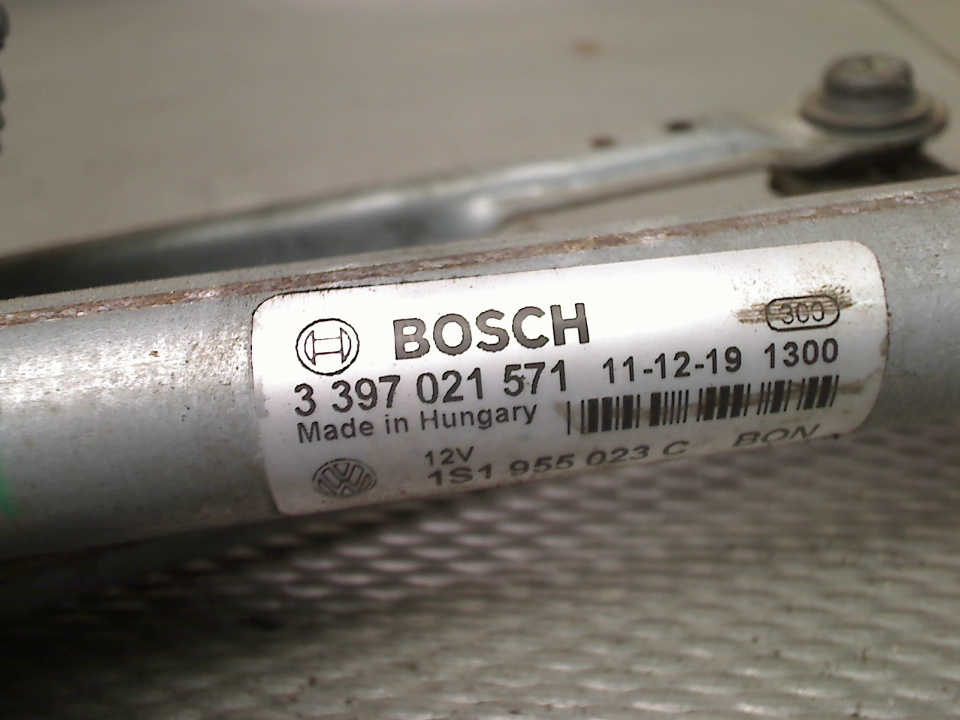 BOSCH 300
3 397 021 571 11-12-19 1300
Made in Hungary
12V
1S1 955 023 C BON